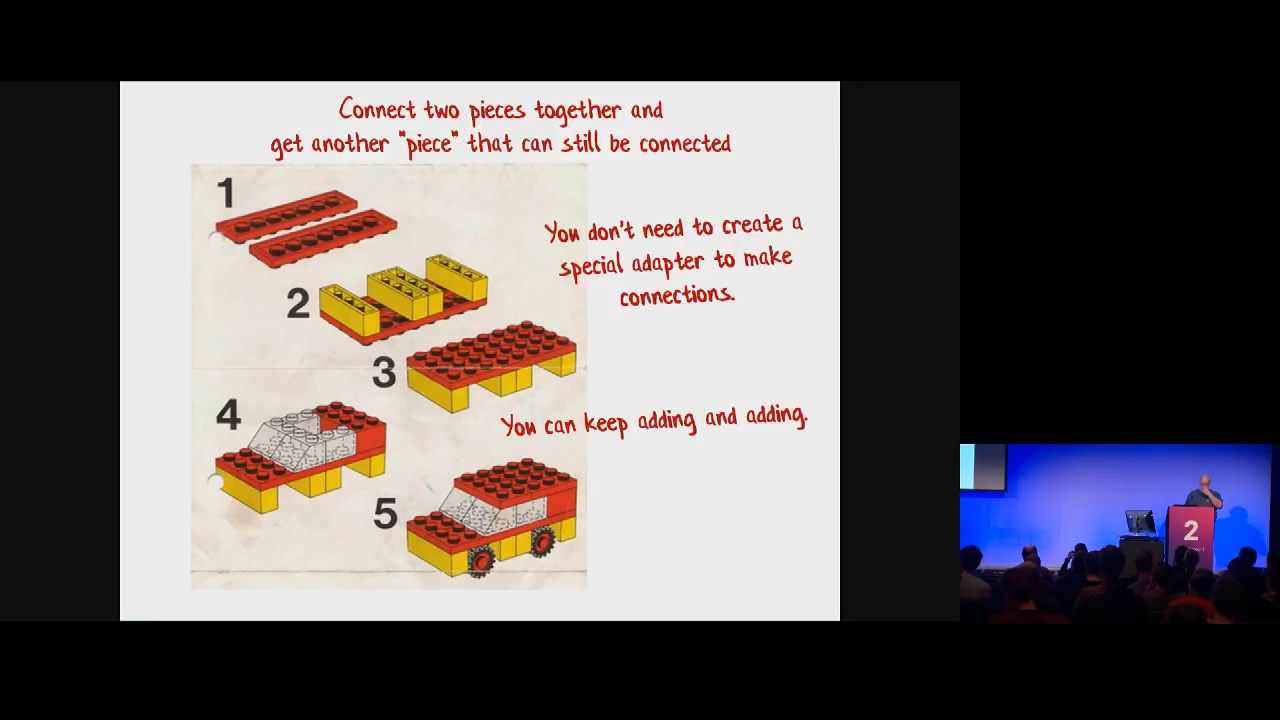 Connect two pieces together and
get another "piece" that can still be connected
1
You don't need to create a
special adapter to make
connections.
2
3
4
You can keep adding and adding.
5
2